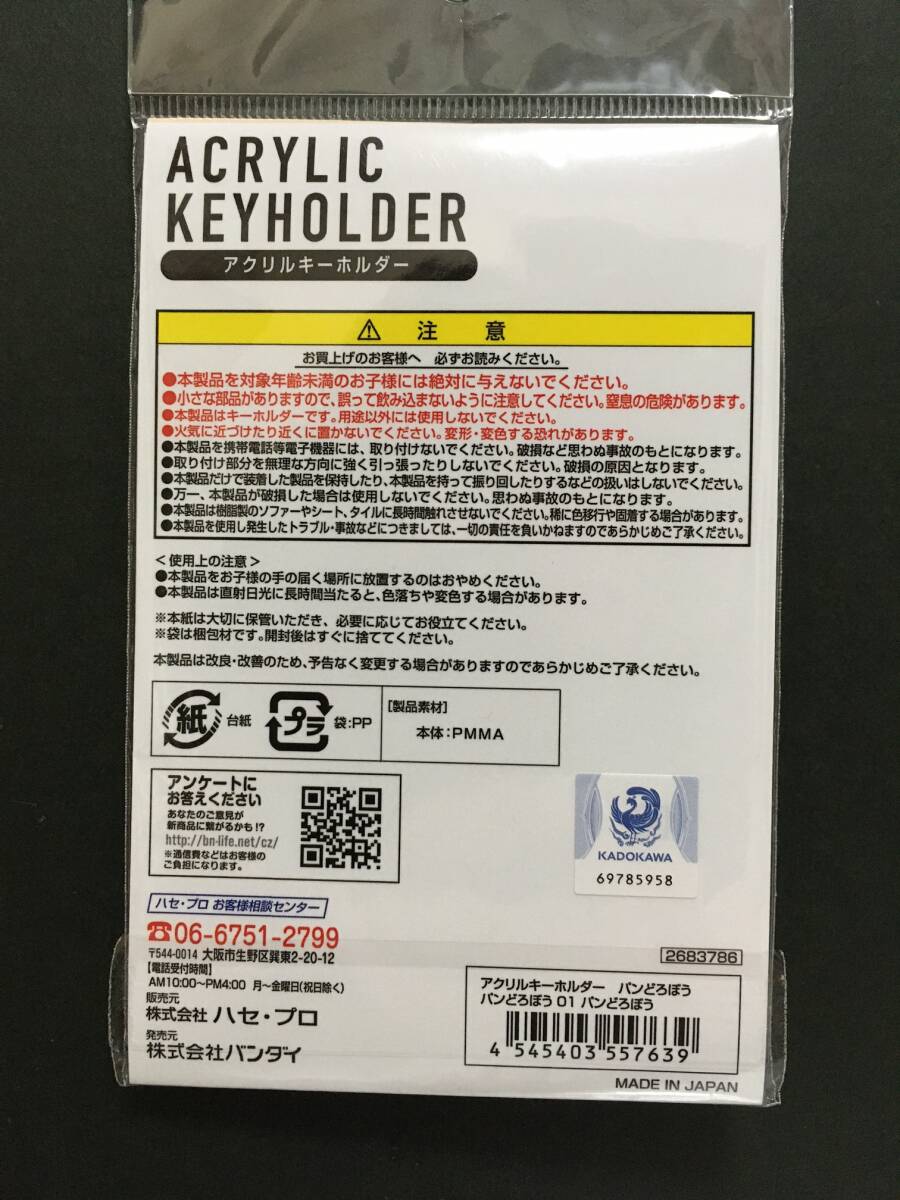 ACRYLIC
KEYHOLDER
アクリルキーホルダー
⚠ 注 意
お買上げのお客様へ 必ずお読みください。
●本製品を対象年齢未満のお子様には絶対に与えないでください。
●小さな部品がありますので、誤って飲み込まないように注意してください。窒息の危険があります。
●本製品はキーホルダーです。用途以外には使用しないでください。
●火気に近づけたり近くに置かないでください。変形・変色する恐れがあります。
●本製品を携帯電話等電子機器には、取り付けないでください。破損など思わぬ事故のもとになります。
●取り付け部分を無理な方向に強く引っ張ったりしないでください。破損の原因となります。
●本製品だけで装着した製品を保持したり、本製品を持って振り回したりするなどの扱いはしないでください。
●万一、本製品が破損した場合は使用しないでください。思わぬ事故のもとになります。
●本製品は樹脂製のソファーやシート、タイルに長時間触れさせないでください。稀に色移行や固着する場合があります。
●本製品を使用し発生したトラブル・事故などにつきましては、一切の責任を負いかねますのであらかじめご了承ください。
<使用上の注意>
●本製品をお子様の手の届く場所に放置するのはおやめください。
●本製品は直射日光に長時間当たると、色落ちや変色する場合があります。
※本紙は大切に保管いただき、必要に応じてお役立てください。
※袋は梱包材です。開封後はすぐに捨ててください。
本製品は改良・改善のため、予告なく変更する場合がありますのであらかじめご了承ください。
紙 台紙 プラ 袋:PP
[製品素材]
本体:PMMA
アンケートに
お答えください
あなたのご意見が
新商品に繋がるかも!?
http://bn-life.net/cz/
※通信費などはお客様の
ご負担になります。
KADOKAWA
69785958
ハセ・プロ お客様相談センター
☎06-6751-2799
〒544-0014 大阪市生野区巽東2-20-12
【電話受付時間】
AM10:00〜PM4:00 月〜金曜日(祝日除く)
販売元
株式会社 ハセ・プロ
発売元
株式会社バンダイ
2683786
アクリルキーホルダー パンどろぼう
パンどろぼう 01 パンどろぼう
4 545403 557639
MADE IN JAPAN